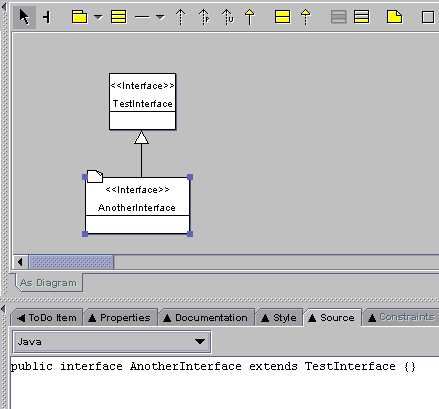 <<Interface>>
TestInterface
<<Interface>>
AnotherInterface
As Diagram
ToDo Item Properties Documentation Style Source Constraints
Java
public interface AnotherInterface extends TestInterface {}